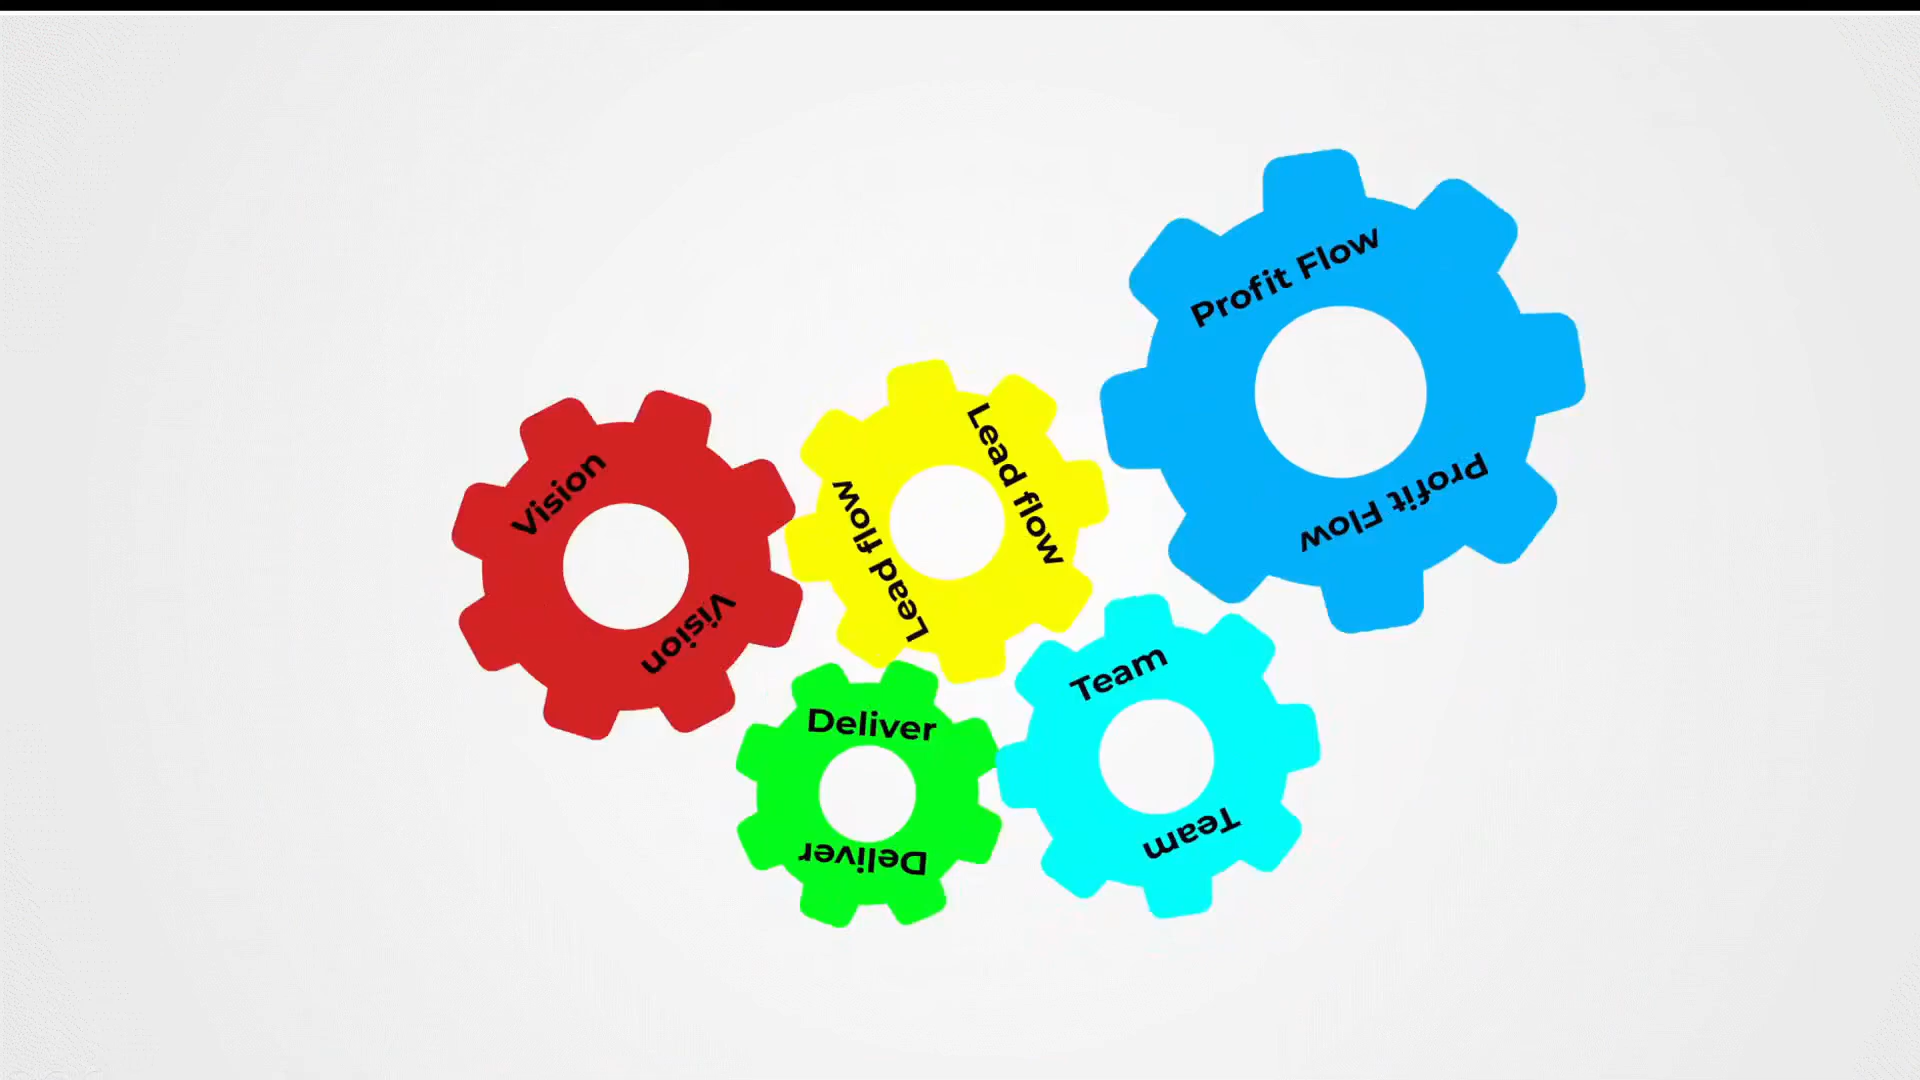 Profit Flow
Profit Flow
Lead flow
Lead flow
Vision
Vision
Team
Team
Deliver
Deliver